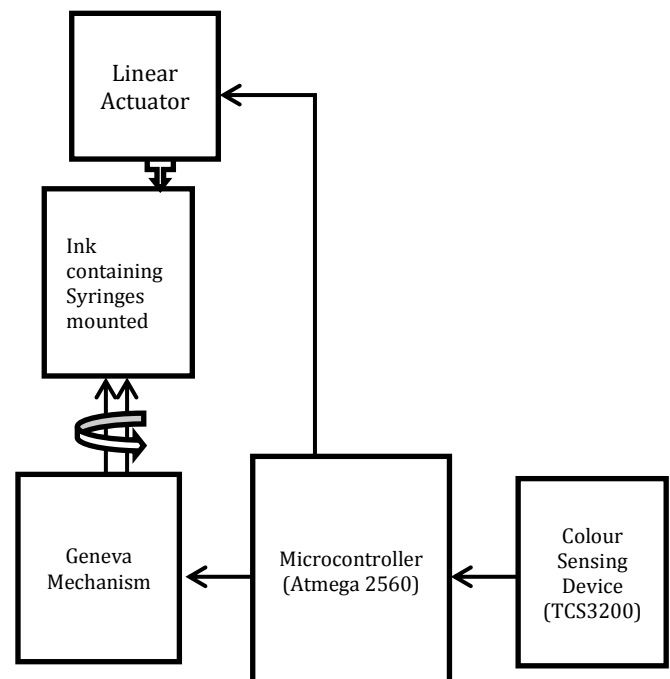 Linear
Actuator
Ink
containing
Syringes
mounted
Geneva
Mechanism
Microcontroller
(Atmega 2560)
Colour
Sensing
Device
(TCS3200)